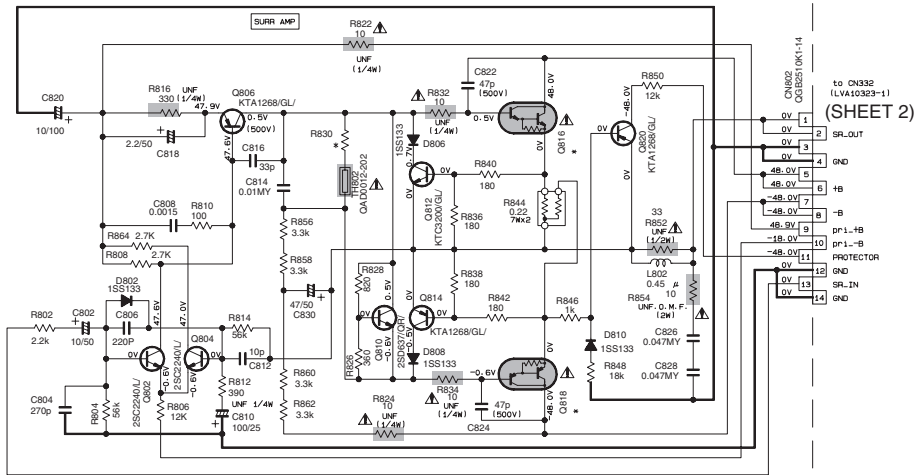 SURR AMP
R822
10
UNF
(1/4W)
C820
10/100
R816
330
UNF
(1/4W)
47.9V
2.2/50
C818
Q806
KTA1268/GL/
0.5V
(500V)
47.6V
C816
33p
C814
0.01MY
R830
*
TH802
QAD0012-202
R832
10
UNF
(1/4W)
1SS133
D806
0V
0.7V
0V
Q812
KTC3200/GL/
C822
47p
(500V)
0.5V
48.0V
0V
Q816
*
R840
180
R836
180
R844
0.22
7Wx2
R850
12k
-48.0V
0V
0V
Q820
KTA1268/GL/
33
R852
UNF
(1/2W)
L802
0.45 μ
R854
10
UNF.O.M.F.
(2W)
C826
0.047MY
C828
0.047MY
C808
0.0015
R810
100
R864 2.7K
R808 2.7K
D802
1SS133
R802
2.2k
C802
10/50
C806
220P
C804
270p
R804
56k
47.6V
47.0V
0V
0V
-0.6V
-0.6V
2SC2240/L/
Q802
2SC2240/L/
Q804
R806
12K
R814
56k
10p
C812
R812
390
UNF 1/4W
C810
100/25
R856
3.3k
R858
3.3k
47/50
C830
R860
3.3k
R862
3.3k
R828
820
R826
360
0.5V
-0.6V
Q810
2SD637/QR/
R838
180
Q814
0V
0V
-0.5V
KTA1268/GL/
D808
1SS133
R842
180
R846
1k
R834
10
UNF
(1/4W)
R824
10
UNF
(1/4W)
-0.6V
47p
(500V)
C824
0V
-48.0V
Q818
*
D810
1SS133
R848
18k
CN802
QGB2510K1-14
to CN332
(LVA10323-1)
(SHEET 2)
0V 1
0V 2 SR_OUT
0V 3
0V 4 GND
48.0V 5
48.0V 6 +B
-48.0V 7
-48.0V 8 -B
48.9V 9 pri_+B
-18.0V 10 pri_-B
0V 11 PROTECTOR
0V 12 GND
0V 13 SR_IN
0V 14 GND